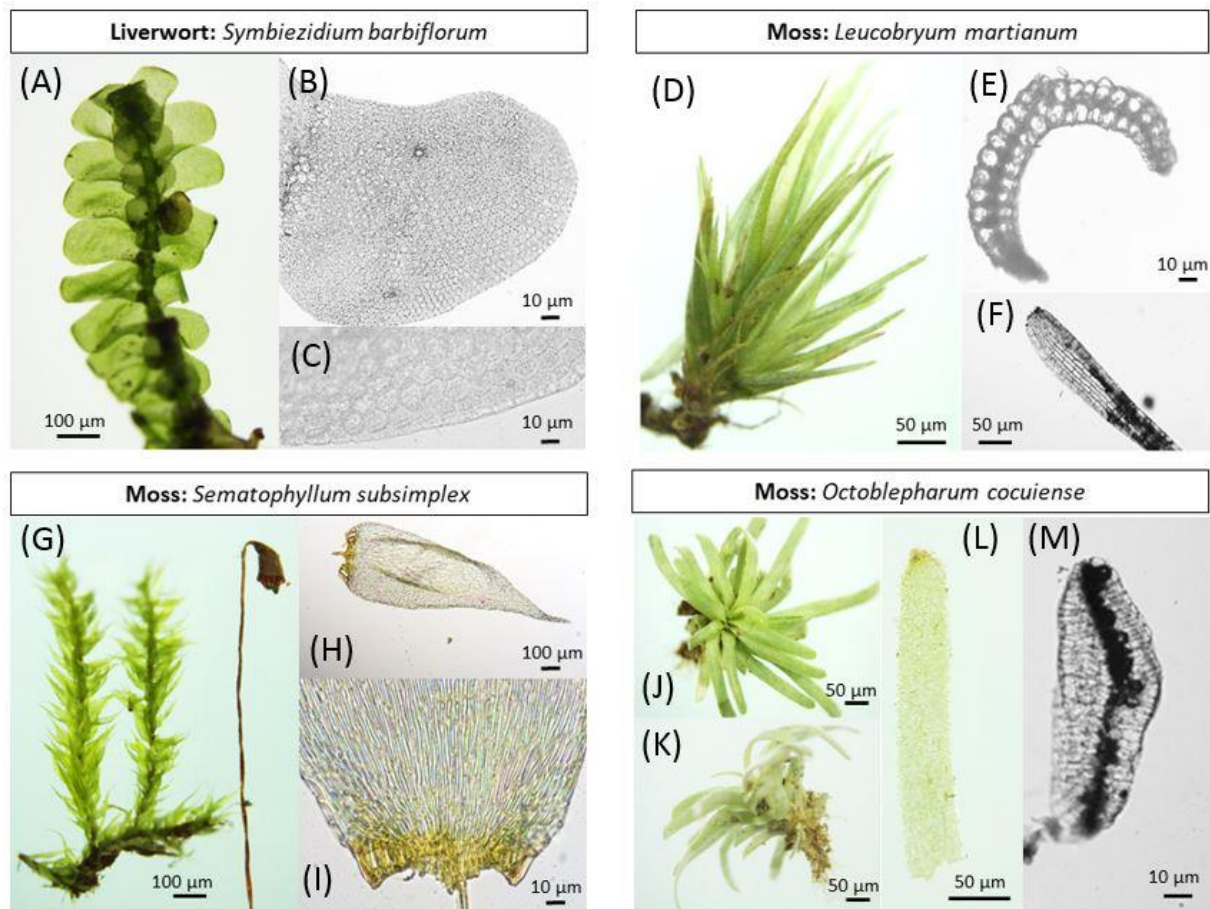 Liverwort: Symbiezidium barbiflorum
(A)
100 µm
(B)
10 µm
(C)
10 µm
Moss: Leucobryum martianum
(D)
50 µm
(E)
10 µm
(F)
50 µm
Moss: Sematophyllum subsimplex
(G)
100 µm
(H)
100 µm
(I)
10 µm
Moss: Octoblepharum cocuiense
(J)
50 µm
(K)
50 µm
(L)
50 µm
(M)
10 µm